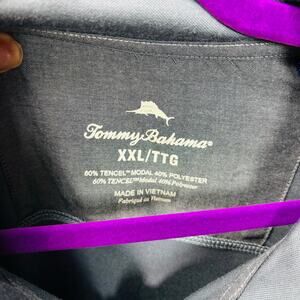 Tommy Bahama®
XXL/TTG
60% TENCEL™ MODAL 40% POLYESTER
60% TENCEL™ Modal 40% Polyester
MADE IN VIETNAM
Fabriqué en Vietnam